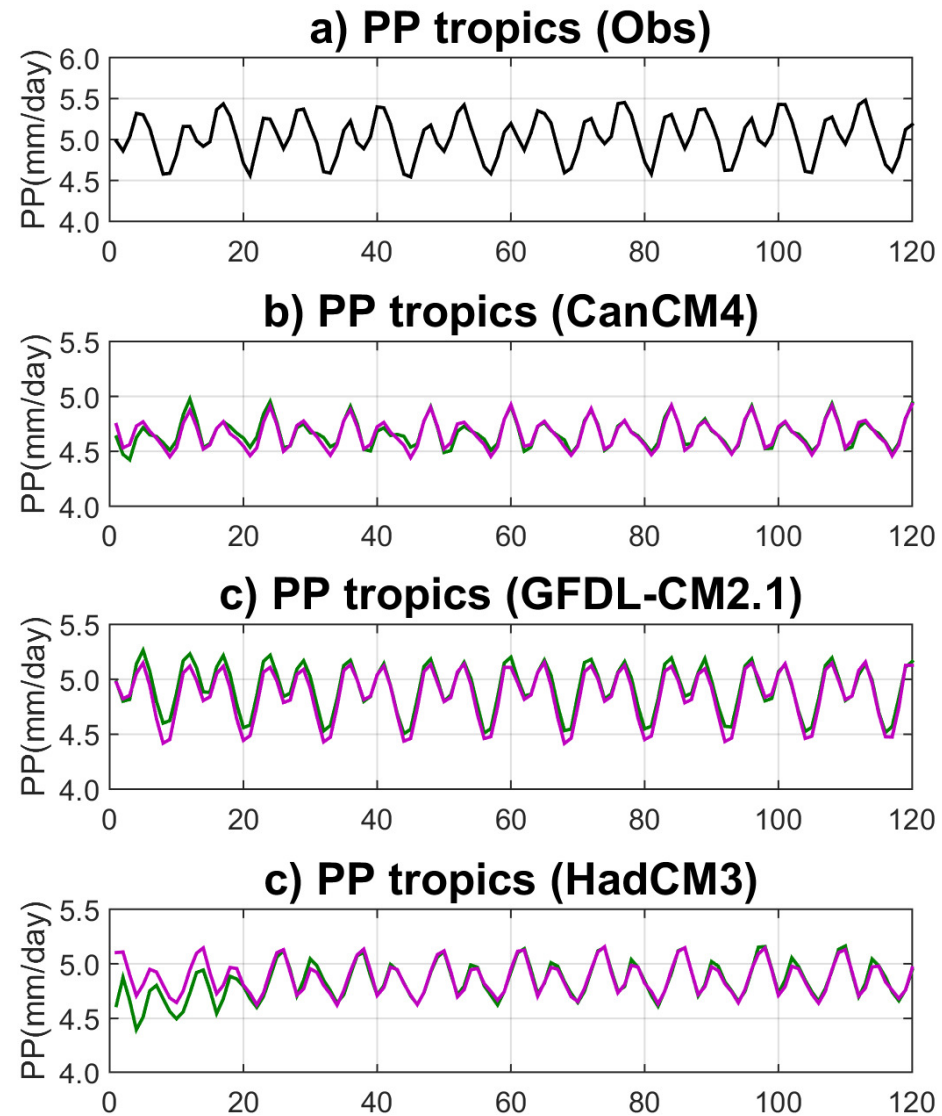 a) PP tropics (Obs)
PP(mm/day)
6.0
5.5
5.0
4.5
4.0
0 20 40 60 80 100 120
b) PP tropics (CanCM4)
PP(mm/day)
5.5
5.0
4.5
4.0
0 20 40 60 80 100 120
c) PP tropics (GFDL-CM2.1)
PP(mm/day)
5.5
5.0
4.5
4.0
0 20 40 60 80 100 120
c) PP tropics (HadCM3)
PP(mm/day)
5.5
5.0
4.5
4.0
0 20 40 60 80 100 120